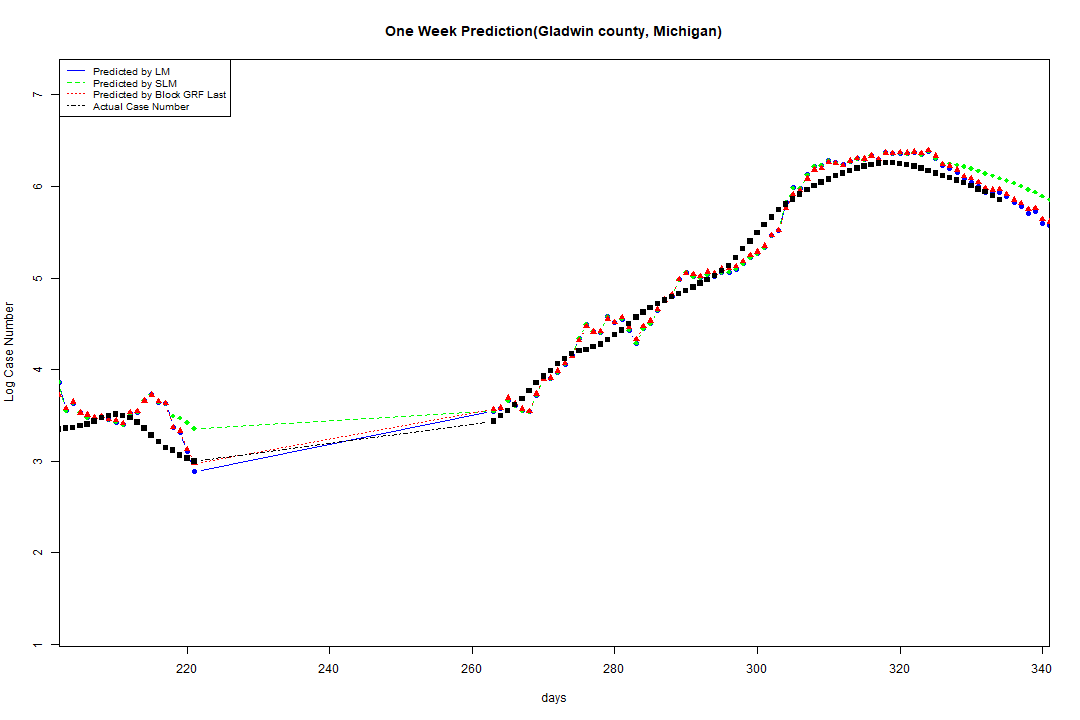 One Week Prediction(Gladwin county, Michigan)
Predicted by LM
Predicted by SLM
Predicted by Block GRF Last
Actual Case Number
7
6
5
4
3
2
1
Log Case Number
220 240 260 280 300 320 340
days